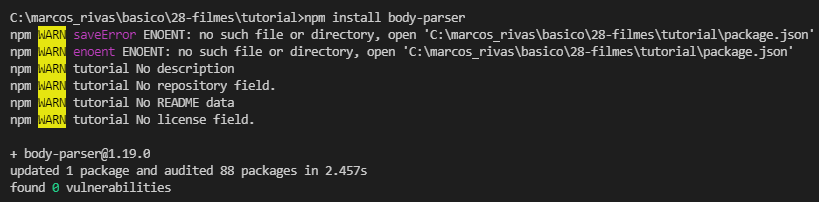 C:\marcos_rivas\basico\28-filmes\tutorial>npm install body-parser
npm WARN saveError ENOENT: no such file or directory, open 'C:\marcos_rivas\basico\28-filmes\tutorial\package.json'
npm WARN enoent ENOENT: no such file or directory, open 'C:\marcos_rivas\basico\28-filmes\tutorial\package.json'
npm WARN tutorial No description
npm WARN tutorial No repository field.
npm WARN tutorial No README data
npm WARN tutorial No license field.
+ body-parser@1.19.0
updated 1 package and audited 88 packages in 2.457s
found 0 vulnerabilities